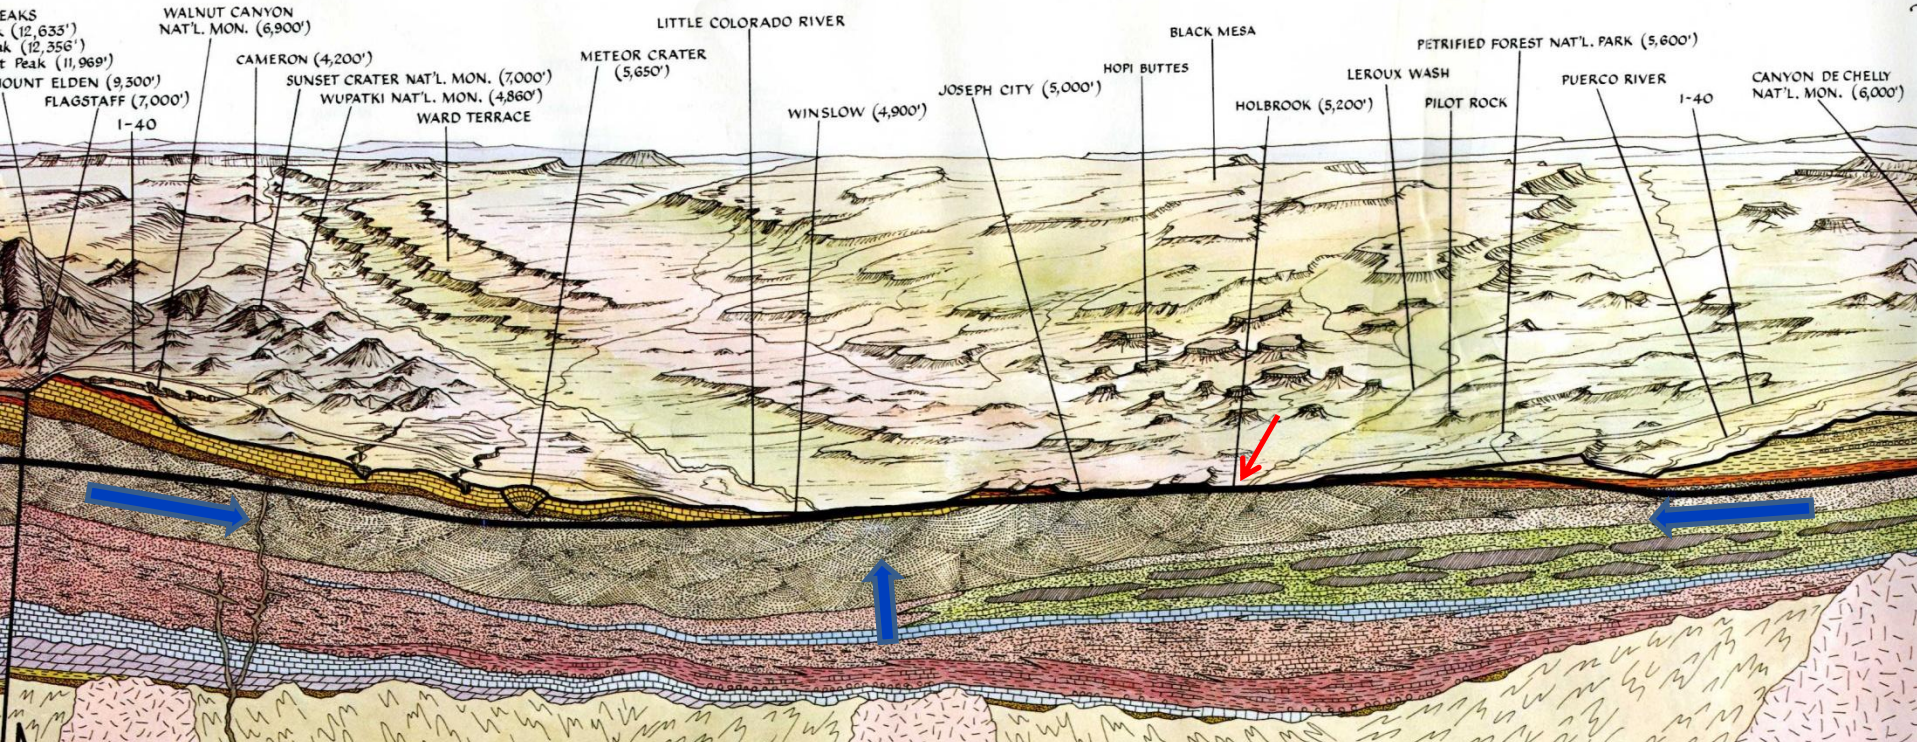 EAKS
(12,633')
ak (12,356')
t Peak (11,969')
MOUNT ELDEN (9,300')
FLAGSTAFF (7,000')
I-40
WALNUT CANYON
NAT'L. MON. (6,900')
CAMERON (4,200')
SUNSET CRATER NAT'L. MON. (7,000')
WUPATKI NAT'L. MON. (4,860')
WARD TERRACE
METEOR CRATER
(5,650')
LITTLE COLORADO RIVER
WINSLOW (4,900')
JOSEPH CITY (5,000')
HOPI BUTTES
BLACK MESA
HOLBROOK (5,200')
LEROUX WASH
PILOT ROCK
PETRIFIED FOREST NAT'L. PARK (5,600')
PUERCO RIVER
I-40
CANYON DE CHELLY
NAT'L. MON. (6,000')